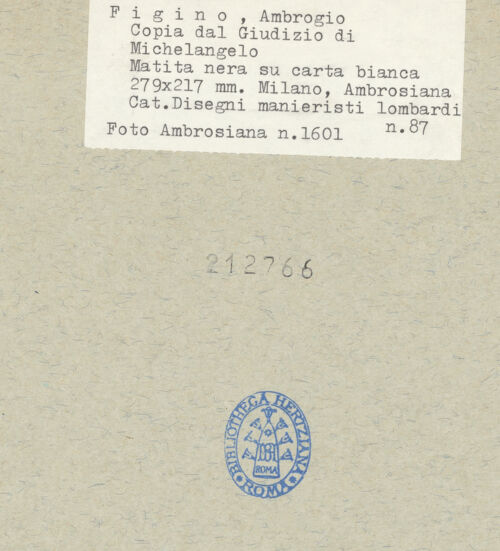 F i g i n o , Ambrogio
Copia dal Giudizio di
Michelangelo
Matita nera su carta bianca
279x217 mm. Milano, Ambrosiana
Cat.Disegni manieristi lombardi
n.87
Foto Ambrosiana n.1601
212766
BIBLIOTHECA HERTZIANA
ROMA
ROMA